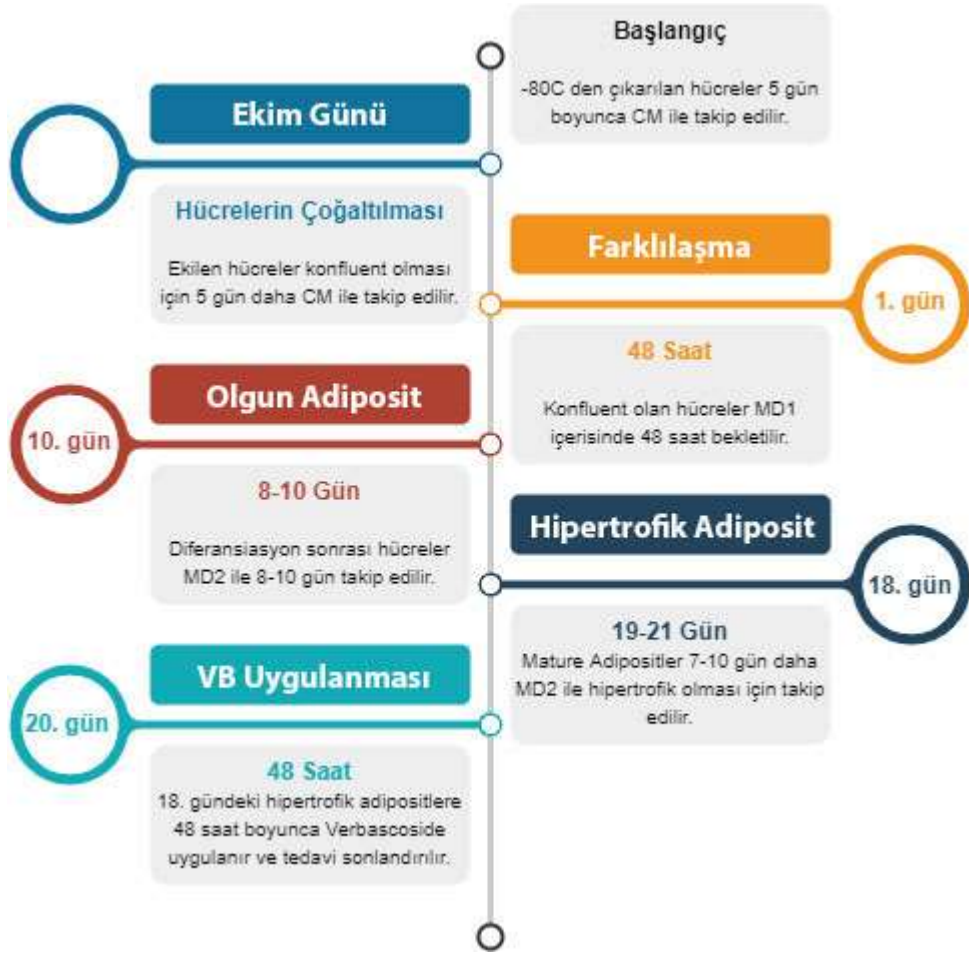 Başlangıç
-80C den çıkarılan hücreler 5 gün
boyunca CM ile takip edilir.
Ekim Günü
Hücrelerin Çoğaltılması
Ekilen hücreler konfluent olması
için 5 gün daha CM ile takip edilir.
Farklılaşma
1. gün
48 Saat
Konfluent olan hücreler MD1
içerisinde 48 saat bekletilir.
Olgun Adiposit
10. gün
8-10 Gün
Diferansiasyon sonrası hücreler
MD2 ile 8-10 gün takip edilir.
Hipertrofik Adiposit
18. gün
19-21 Gün
Mature Adipositler 7-10 gün daha
MD2 ile hipertrofik olması için takip
edilir.
VB Uygulanması
20. gün
48 Saat
18. gündeki hipertrofik adipositlere
48 saat boyunca Verbascoside
uygulanır ve tedavi sonlandırılır.